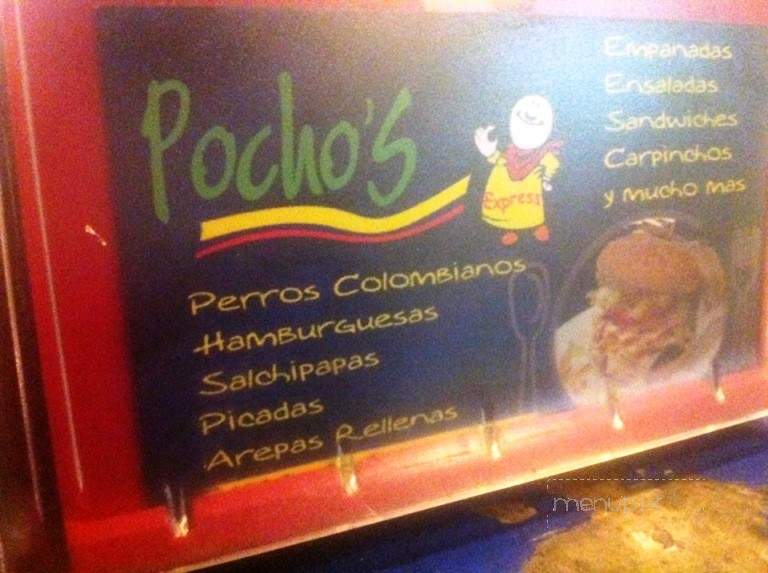 Pocho's
Express
Perros Colombianos
Hamburguesas
Salchipapas
Picadas
Arepas Rellenas
Empanadas
Ensaladas
Sandwiches
Carpinchos
y mucho mas